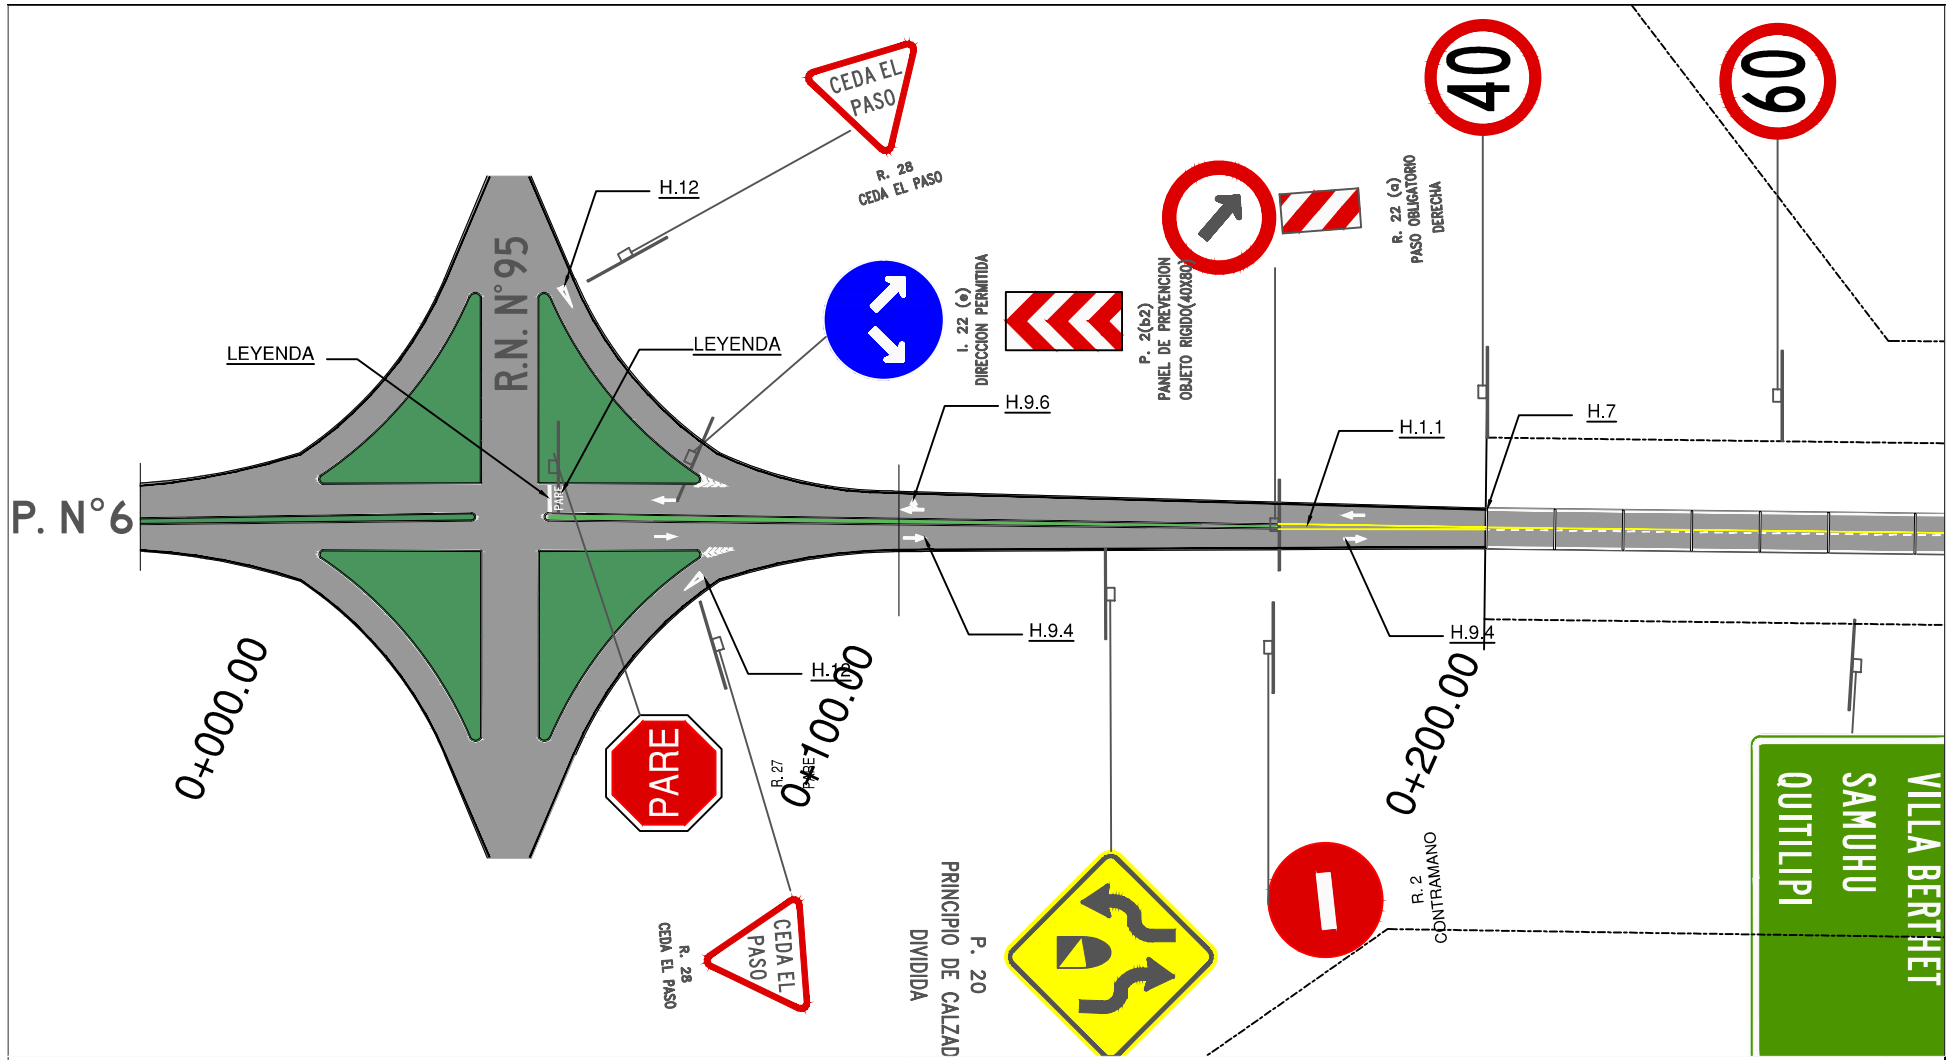 CEDA EL
PASO
R. 28
CEDA EL PASO
40
60
H.12
R. 22 (a)
PASO OBLIGATORIO
DERECHA
R.N. N°95
I. 22 (e)
DIRECCION PERMITIDA
P. 2(b2)
PANEL DE PREVENCION
OBJETO RIGIDO(40X80)
LEYENDA
LEYENDA
H.9.6
H.1.1
H.7
P. N°6
PARE
H.9.4
H.9.4
H.12
0+000.00
0+100.00
0+200.00
PARE
R. 27
PARE
VILLA BERTHET
SAMUHU
QUITILIPI
R. 2
CONTRAMANO
P. 20
PRINCIPIO DE CALZAD
DIVIDIDA
CEDA EL
PASO
R. 28
CEDA EL PASO